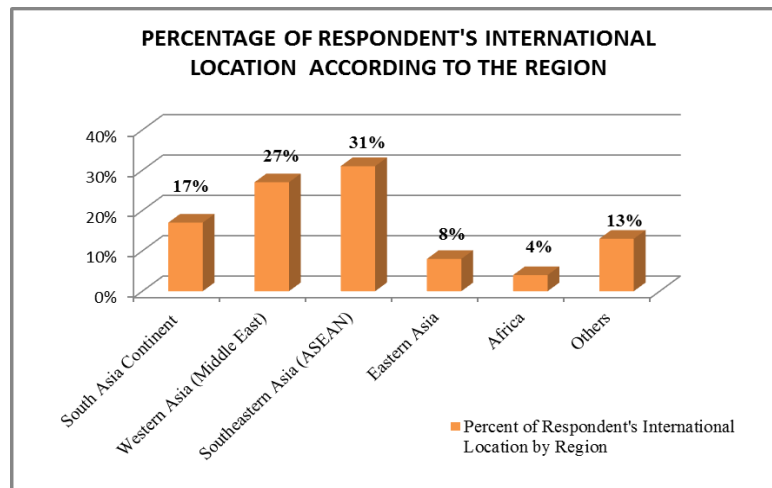 PERCENTAGE OF RESPONDENT'S INTERNATIONAL
LOCATION ACCORDING TO THE REGION
40%
30%
20%
10%
0%
17%
27%
31%
8%
4%
13%
South Asia Continent
Western Asia (Middle East)
Southeastern Asia (ASEAN)
Eastern Asia
Africa
Others
Percent of Respondent's International
Location by Region